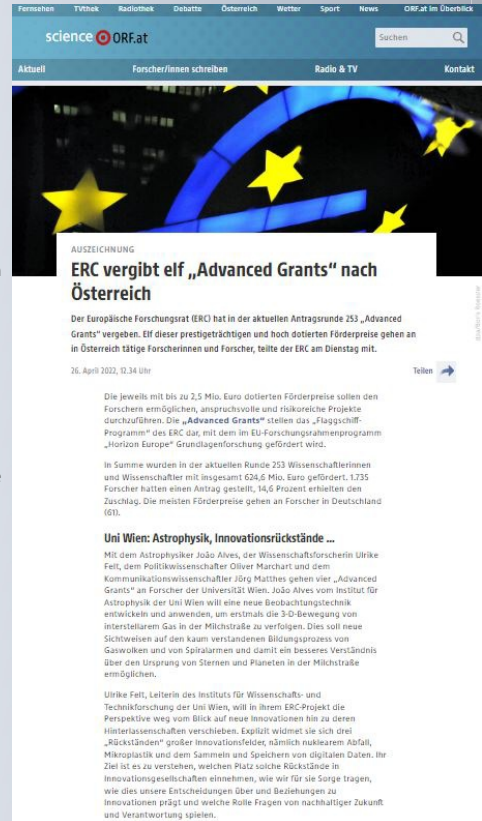 Fernsehen TVthek Radiothek Debatte Österreich Wetter Sport News ORF.at im Überblick
science ORF.at
Suchen
Aktuell Forscher/innen schreiben Radio & TV Kontakt
AUSZEICHNUNG
ERC vergibt elf „Advanced Grants“ nach
Österreich
Der Europäische Forschungsrat (ERC) hat in der aktuellen Antragsrunde 253 „Advanced
Grants“ vergeben. Elf dieser prestigeträchtigen und hoch dotierten Förderpreise gehen an
in Österreich tätige Forscherinnen und Forscher, teilte der ERC am Dienstag mit.
26. April 2022, 12.34 Uhr
Teilen
Die jeweils mit bis zu 2,5 Mio. Euro dotierten Förderpreise sollen den
Forschern ermöglichen, anspruchsvolle und risikoreiche Projekte
durchzuführen. Die „Advanced Grants“ stellen das „Flaggschiff-
Programm“ des ERC dar, mit dem im EU-Forschungsrahmenprogramm
„Horizon Europe“ Grundlagenforschung gefördert wird.
In Summe wurden in der aktuellen Runde 253 Wissenschaftlerinnen
und Wissenschaftler mit insgesamt 624,6 Mio. Euro gefördert. 1.735
Forscher hatten einen Antrag gestellt, 14,6 Prozent erhielten den
Zuschlag. Die meisten Förderpreise gehen an Forscher in Deutschland
(61).
Uni Wien: Astrophysik, Innovationsrückstände ...
Mit dem Astrophysiker João Alves, der Wissenschaftsforscherin Ulrike
Felt, dem Politikwissenschafter Oliver Marchart und dem
Kommunikationswissenschafter Jörg Matthes gehen vier „Advanced
Grants“ an Forscher der Universität Wien. João Alves vom Institut für
Astrophysik der Uni Wien will eine neue Beobachtungstechnik
entwickeln und anwenden, um erstmals die 3-D-Bewegung von
interstellarem Gas in der Milchstraße zu verfolgen. Dies soll neue
Sichtweisen auf den kaum verstandenen Bildungsprozess von
Gaswolken und von Spiralarmen und damit ein besseres Verständnis
über den Ursprung von Sternen und Planeten in der Milchstraße
ermöglichen.
Ulrike Felt, Leiterin des Instituts für Wissenschafts- und
Technikforschung der Uni Wien, will in ihrem ERC-Projekt die
Perspektive weg vom Blick auf neue Innovationen hin zu deren
Hinterlassenschaften verschieben. Explizit widmet sie sich drei
„Rückständen“ großer Innovationsfelder, nämlich nuklearem Abfall,
Mikroplastik und dem Sammeln und Speichern von digitalen Daten. Ihr
Ziel ist es zu verstehen, welchen Platz solche Rückstände in
Innovationsgesellschaften einnehmen, wie wir für sie Sorge tragen,
wie dies unsere Entscheidungen über und Beziehungen zu
Innovationen prägt und welche Rolle Fragen von nachhaltiger Zukunft
und Verantwortung spielen.